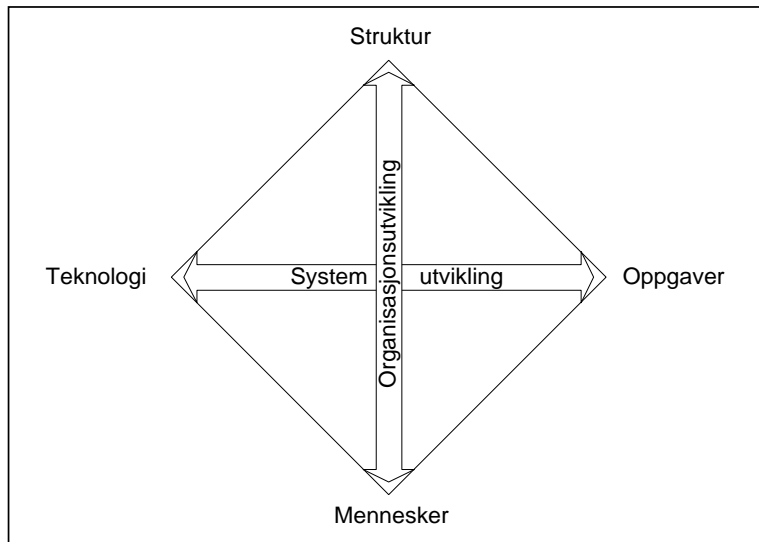 Struktur
Organisasjonsutvikling
Teknologi
System utvikling
Oppgaver
Mennesker